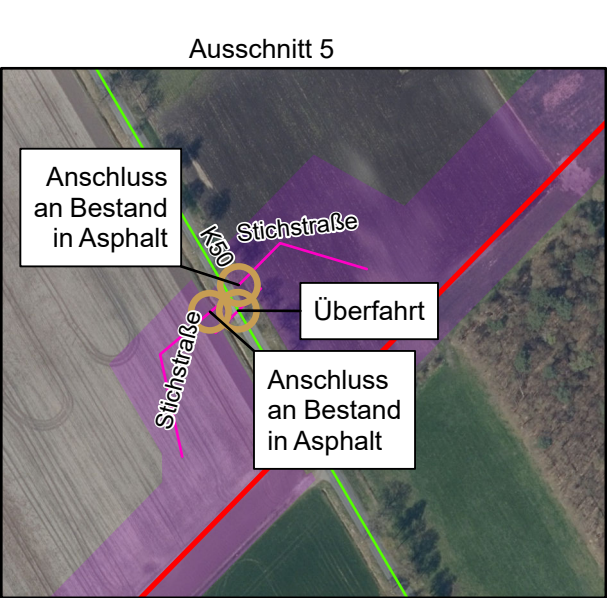 Ausschnitt 5
Anschluss
an Bestand
in Asphalt
K50
Stichstraße
Überfahrt
Stichstraße
Anschluss
an Bestand
in Asphalt